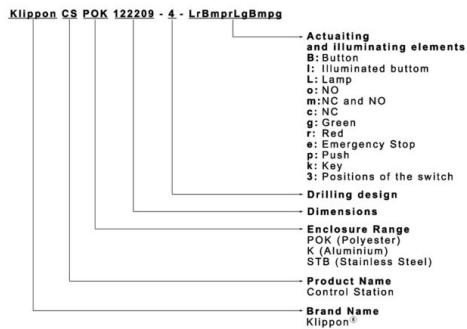 Klippon CS POK 122209 - 4 - LrBmprLgBmpg
Actuaiting
and illuminating elements
B: Button
I: Illuminated buttom
L: Lamp
o: NO
m:NC and NO
c: NC
g: Green
r: Red
e: Emergency Stop
p: Push
k: Key
3: Positions of the switch
Drilling design
Dimensions
Enclosure Range
POK (Polyester)
K (Aluminium)
STB (Stainless Steel)
Product Name
Control Station
Brand Name
Klippon®